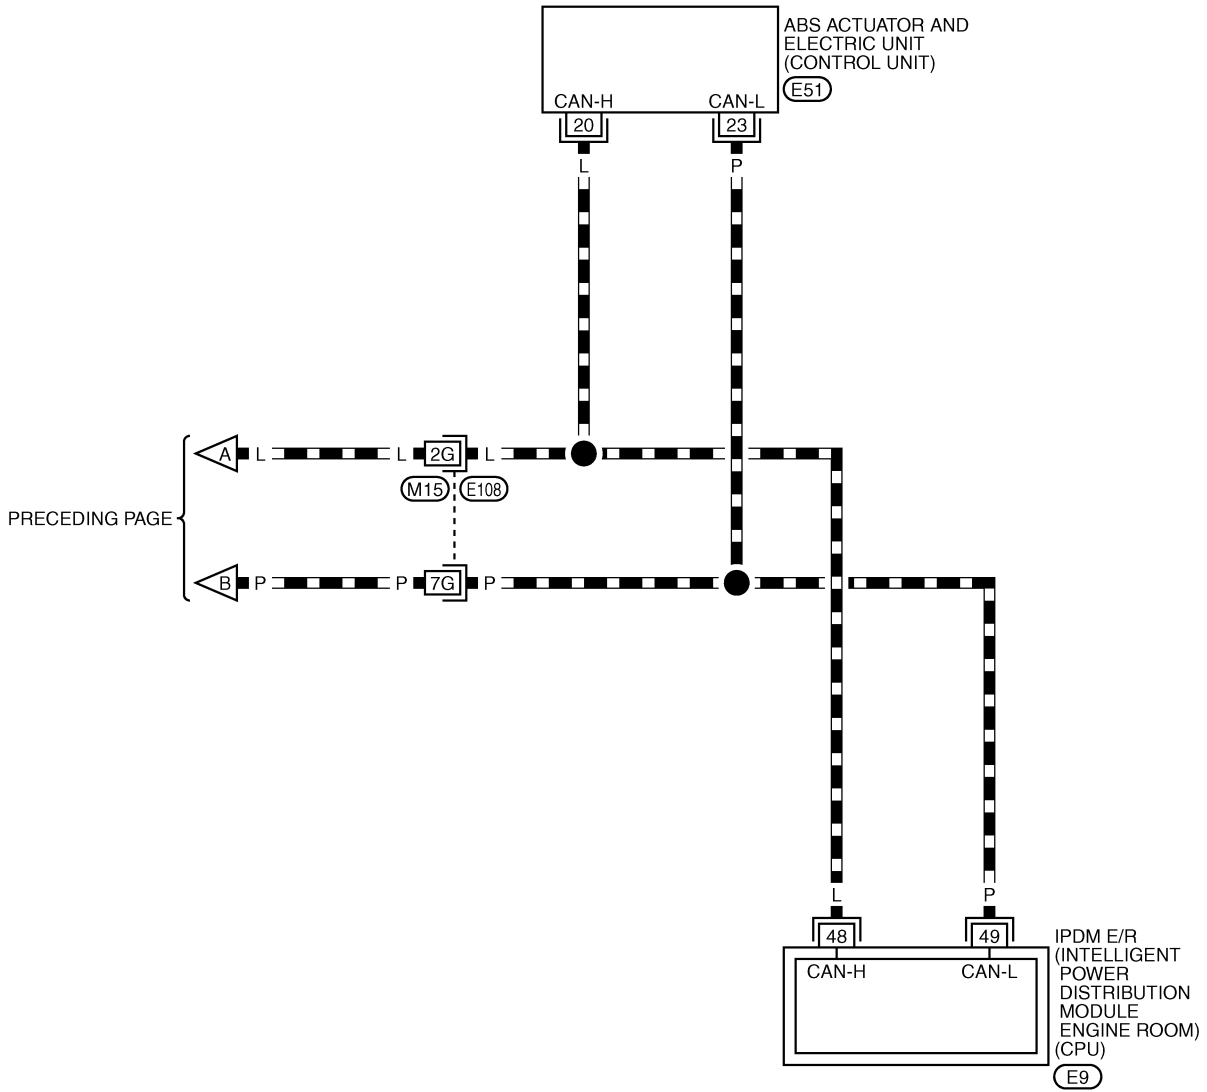 ABS ACTUATOR AND
ELECTRIC UNIT
(CONTROL UNIT)
E51
CAN-H CAN-L
20 23
L P
A L L 2G L
M15 E108
PRECEDING PAGE
B P P 7G P
L P
48 49
CAN-H CAN-L
IPDM E/R
(INTELLIGENT
POWER
DISTRIBUTION
MODULE
ENGINE ROOM)
(CPU)
E9